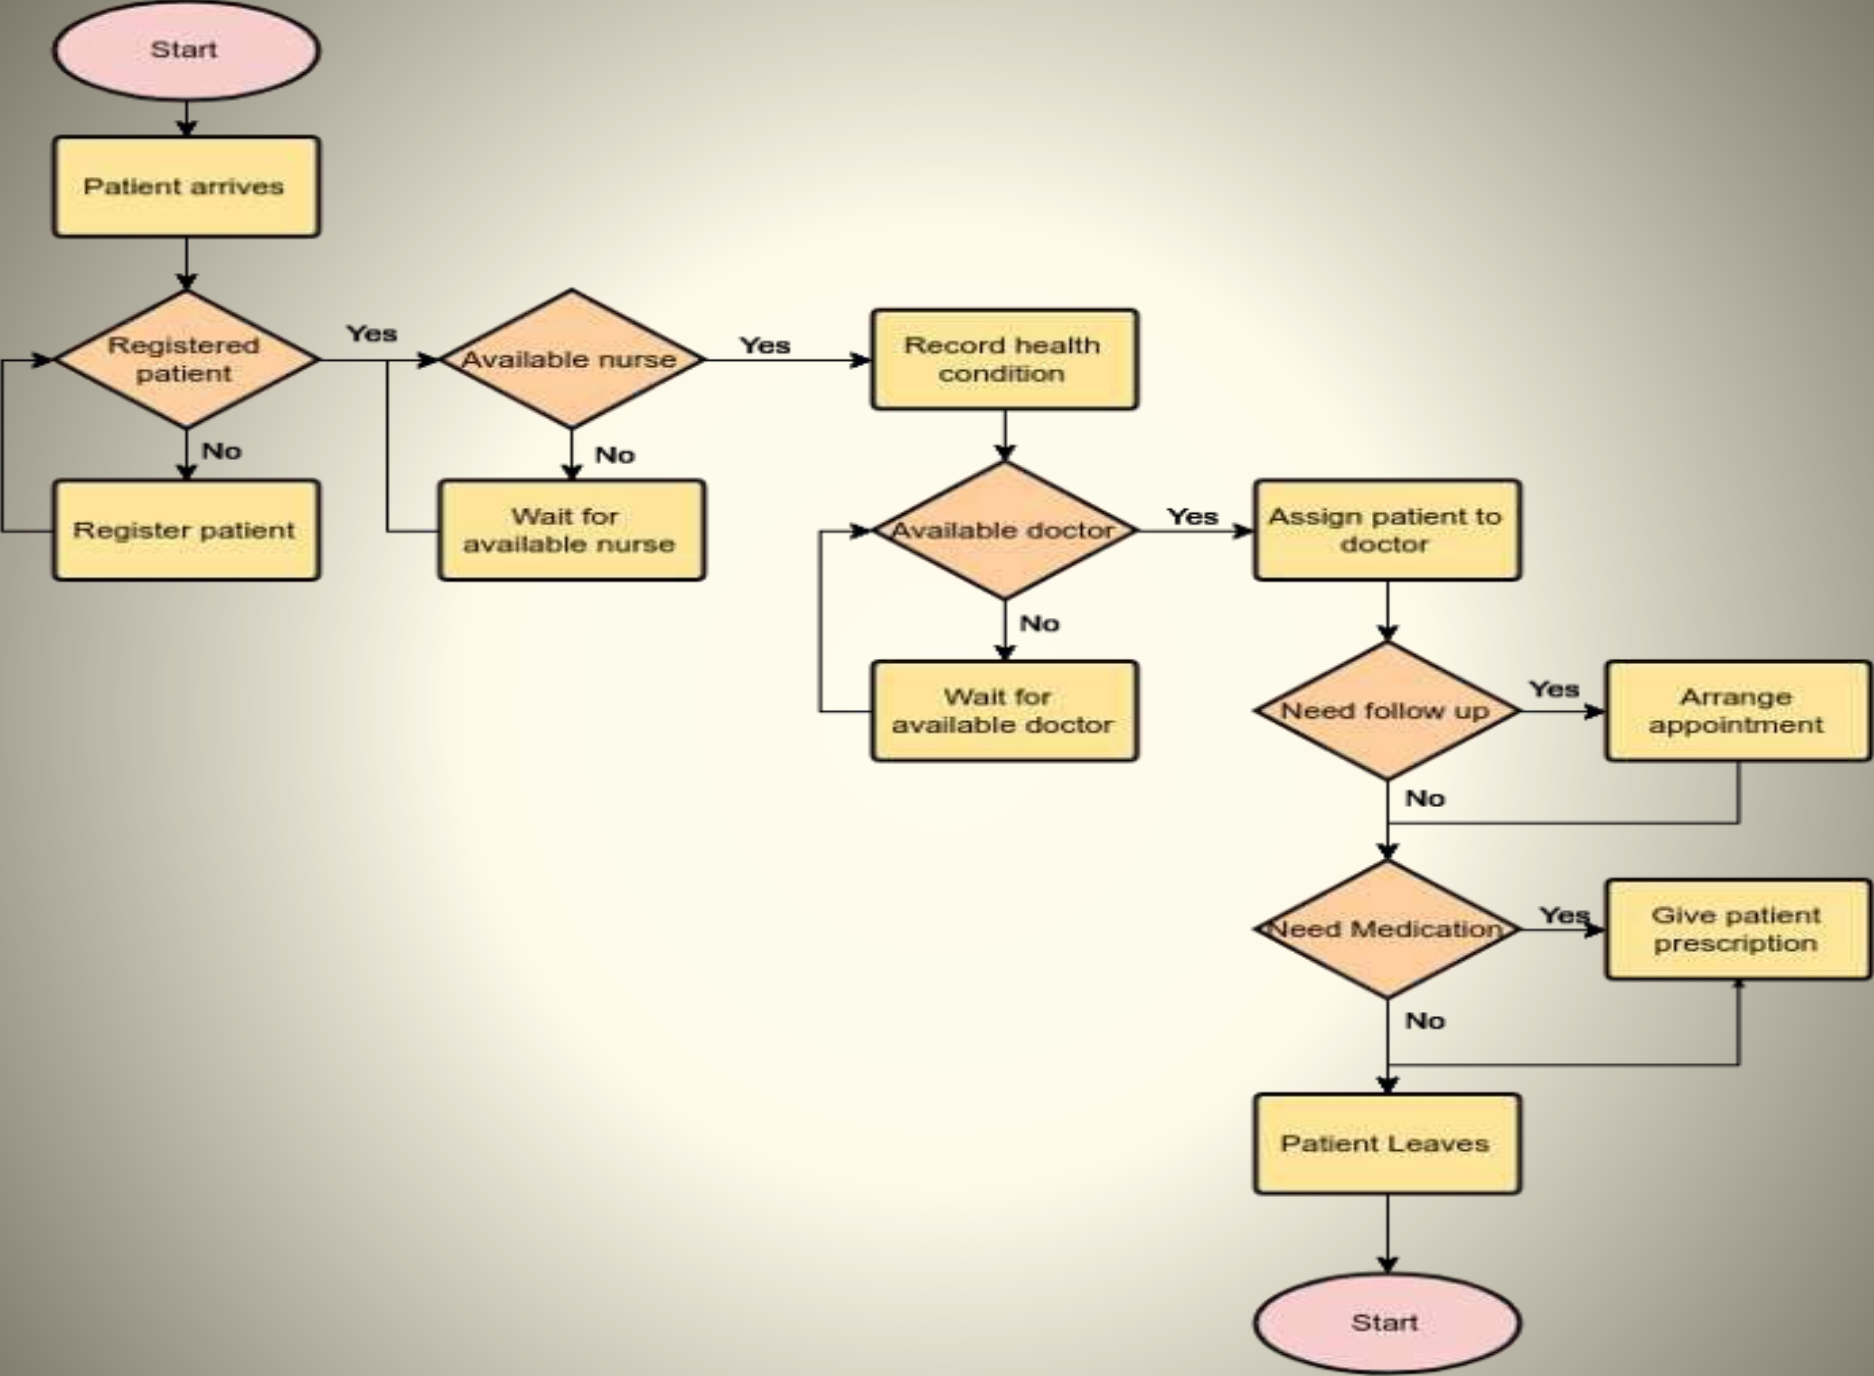 Start
Patient arrives
Registered
patient
Yes
No
Register patient
Available nurse
Yes
No
Wait for
available nurse
Record health
condition
Available doctor
Yes
No
Wait for
available doctor
Assign patient to
doctor
Need follow up
Yes
Arrange
appointment
No
Need Medication
Yes
Give patient
prescription
No
Patient Leaves
Start